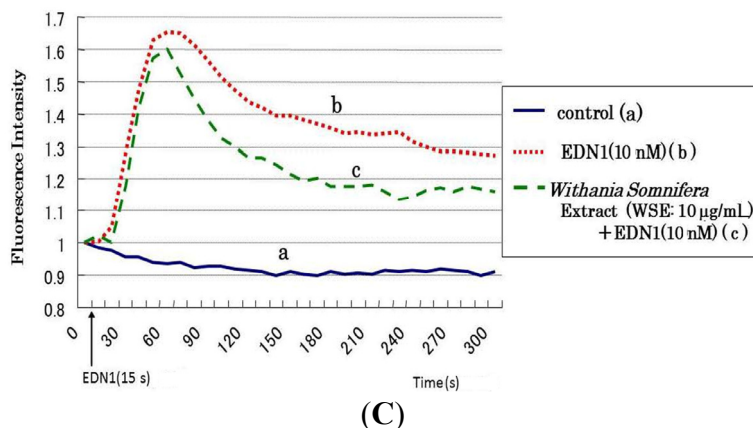 1.7
1.6
1.5
1.4
1.3
1.2
1.1
1
0.9
0.8
Fluorescence Intensity
b
c
a
0 30 60 90 120 150 180 210 240 270 300
EDN1(15 s)
Time(s)
control (a)
EDN1(10 nM)(b)
Withania Somnifera
Extract (WSE: 10 µg/mL)
+EDN1(10 nM)(c)
(C)